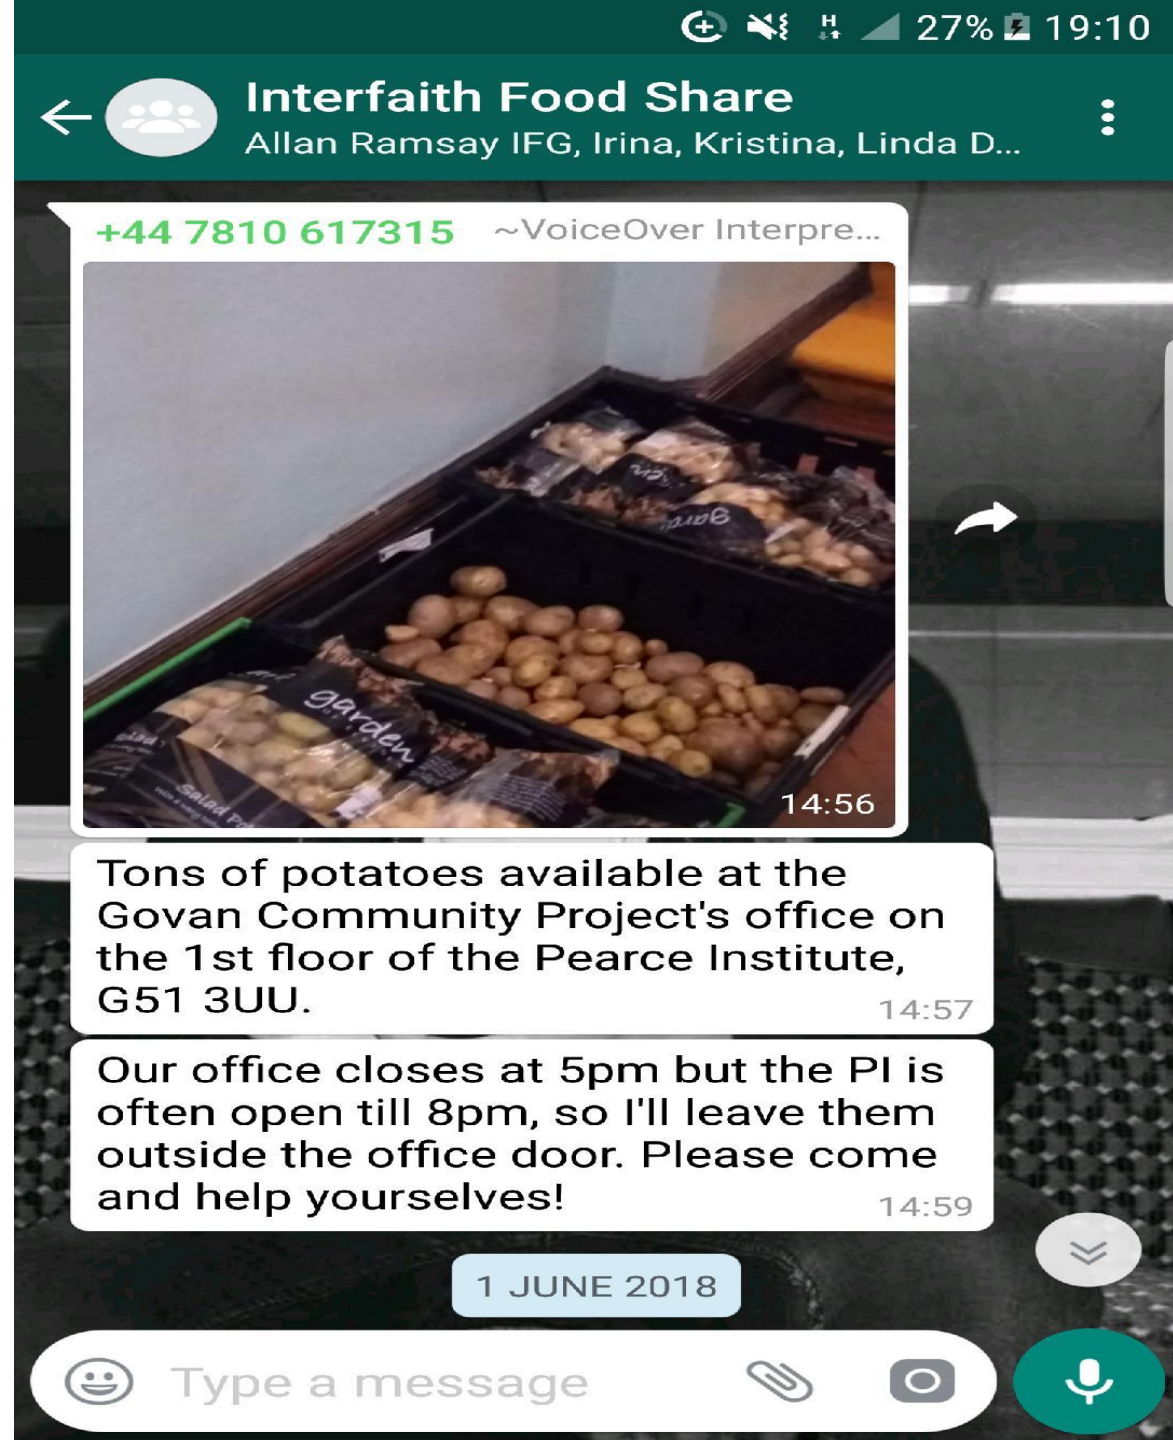 27% 19:10
Interfaith Food Share
Allan Ramsay IFG, Irina, Kristina, Linda D...
+44 7810 617315 ~VoiceOver Interpre...
garden
garden
Salad
14:56
Tons of potatoes available at the
Govan Community Project's office on
the 1st floor of the Pearce Institute,
G51 3UU.
14:57
Our office closes at 5pm but the PI is
often open till 8pm, so I'll leave them
outside the office door. Please come
and help yourselves!
14:59
1 JUNE 2018
Type a message